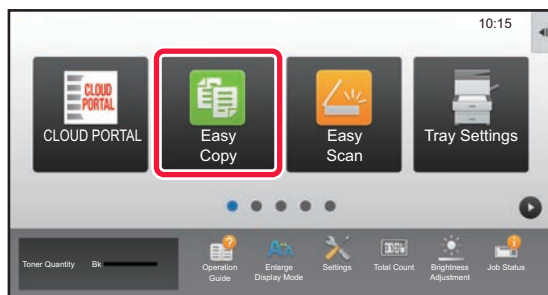 10:15
CLOUD
PORTAL
CLOUD PORTAL
Easy
Copy
Easy
Scan
Tray Settings
Toner Quantity Bk
Operation
Guide
Enlarge
Display Mode
Settings
Total Count
Brightness
Adjustment
Job Status